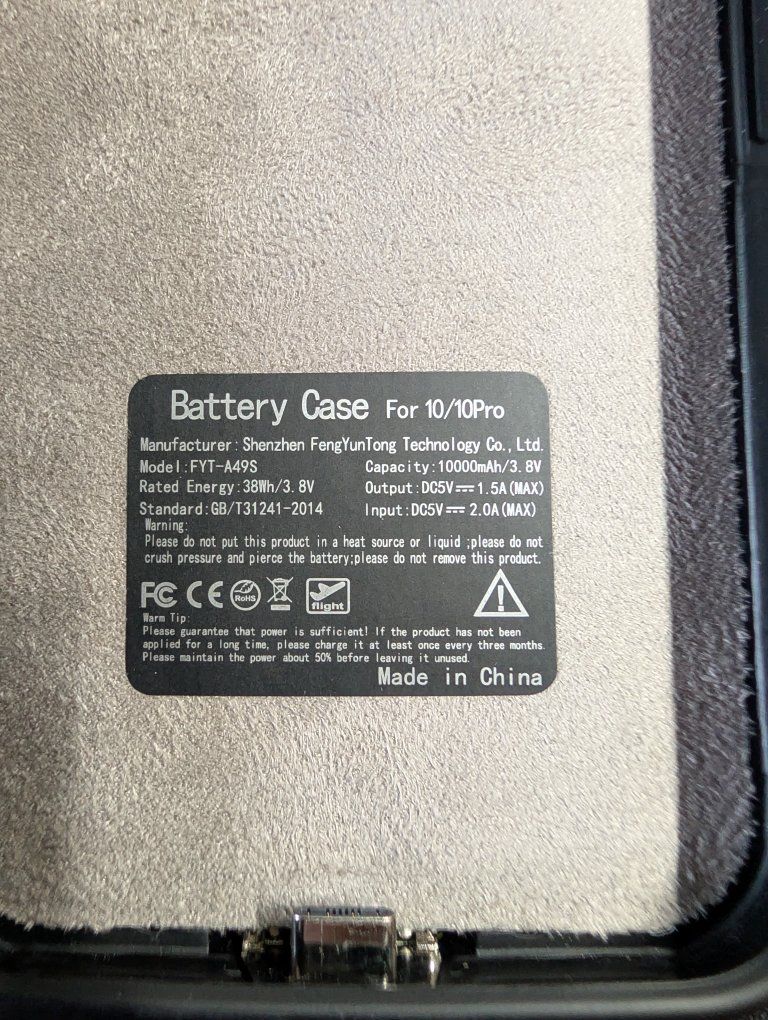 Battery Case For 10/10Pro
Manufacturer: Shenzhen FengYunTong Technology Co., Ltd.
Model:FYT-A49S Capacity:10000mAh/3.8V
Rated Energy:38Wh/3.8V Output:DC5V⎓1.5A(MAX)
Standard:GB/T31241-2014 Input:DC5V⎓2.0A(MAX)
Warning:
Please do not put this product in a heat source or liquid ;please do not
crush pressure and pierce the battery;please do not remove this product.
FC CE RoHS flight
Warm Tip:
Please guarantee that power is sufficient! If the product has not been
applied for a long time, please charge it at least once every three months.
Please maintain the power about 50% before leaving it unused.
Made in China